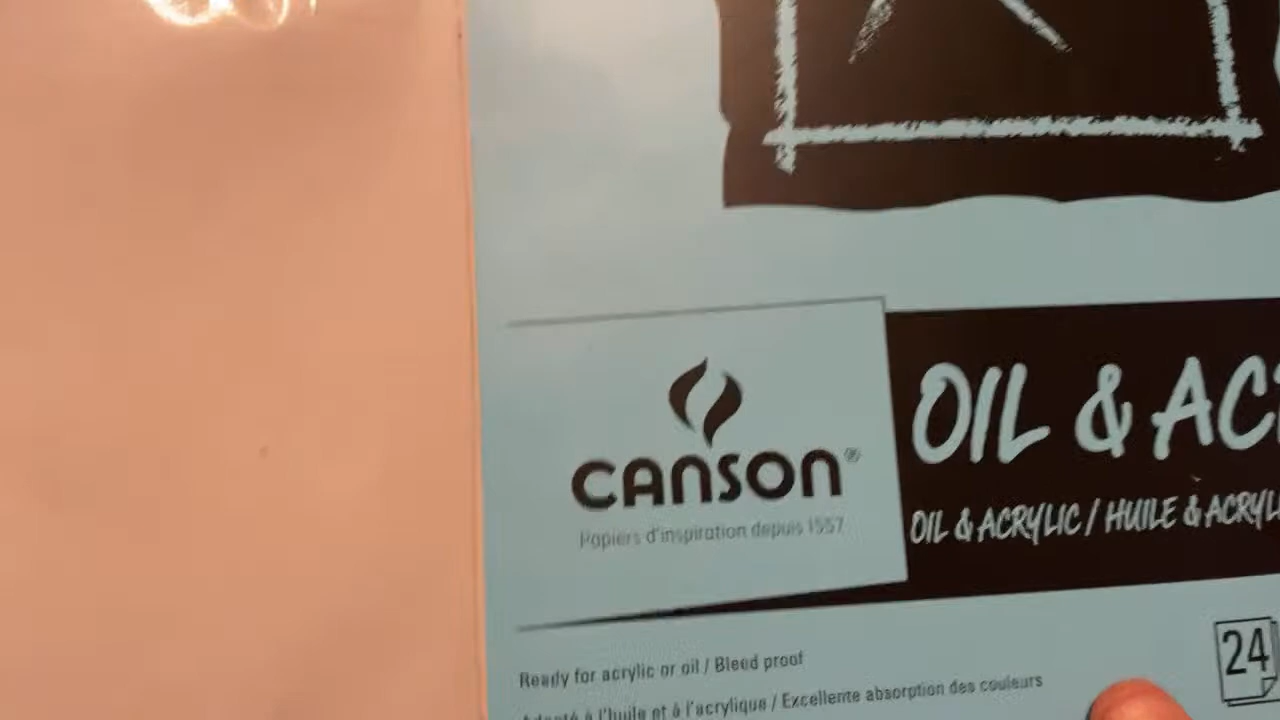 CANSON®
Papiers d'inspiration depuis 1557
OIL & AC
OIL & ACRYLIC / HUILE & ACRYL
Ready for acrylic or oil / Bleed proof
Adapté à l'huile et à l'acrylique / Excellente absorption des couleurs
24